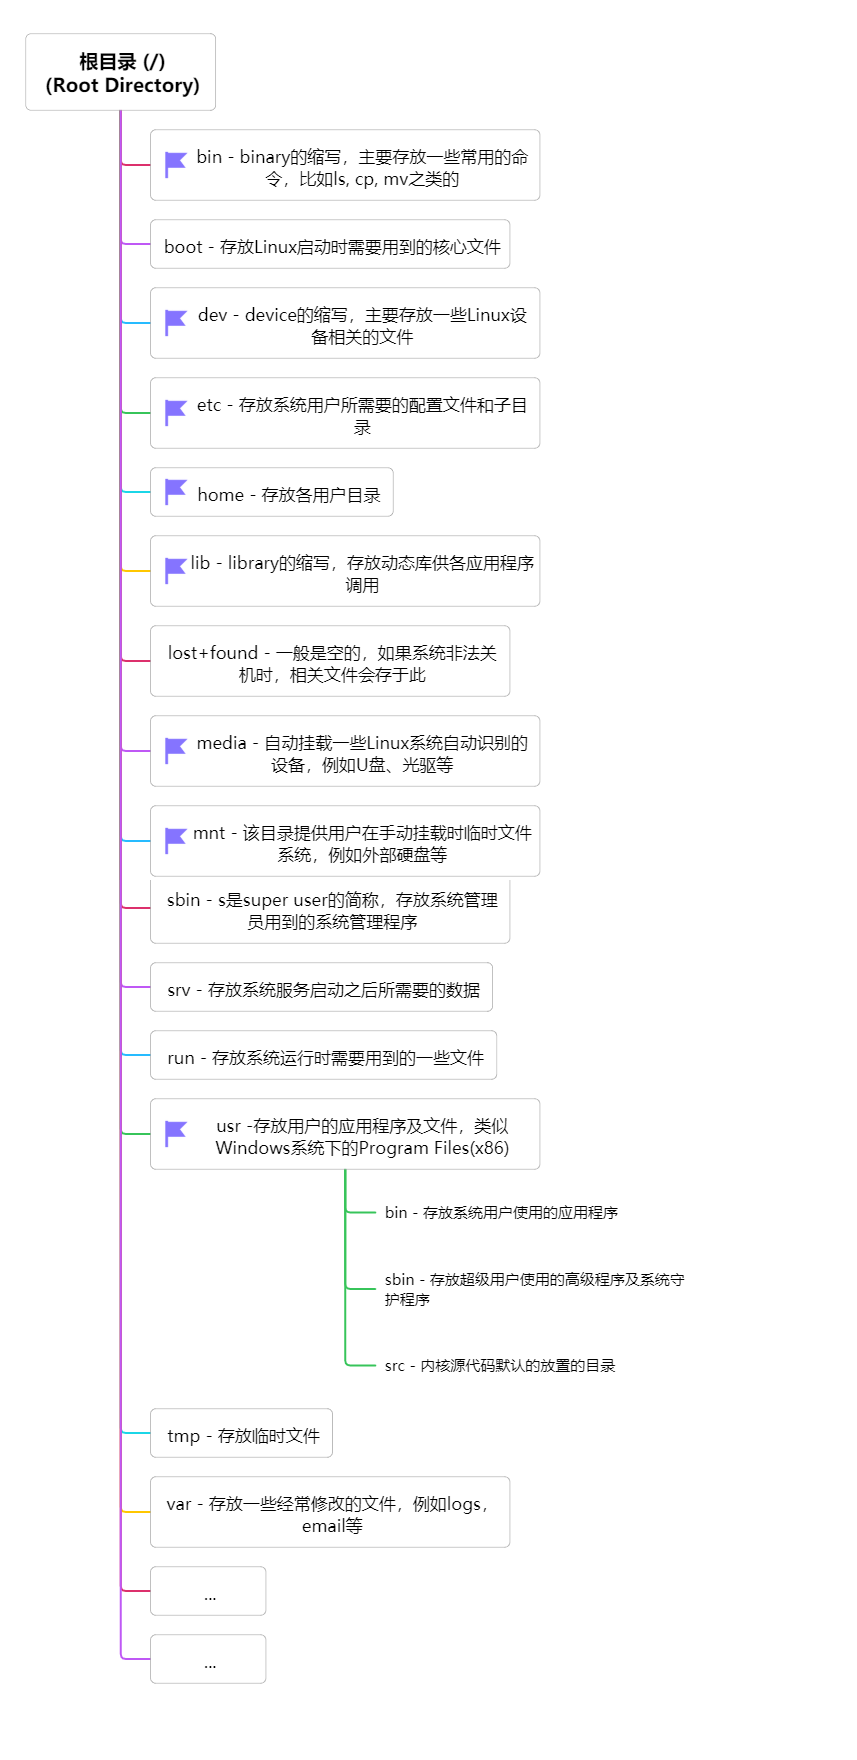 根目录 (/)
(Root Directory)
bin - binary的缩写，主要存放一些常用的命
令，比如ls, cp, mv之类的
boot - 存放Linux启动时需要用到的核心文件
dev - device的缩写，主要存放一些Linux设
备相关的文件
etc - 存放系统用户所需要的配置文件和子目
录
home - 存放各用户目录
lib - library的缩写，存放动态库供各应用程序
调用
lost+found - 一般是空的，如果系统非法关
机时，相关文件会存于此
media - 自动挂载一些Linux系统自动识别的
设备，例如U盘、光驱等
mnt - 该目录提供用户在手动挂载时临时文件
系统，例如外部硬盘等
sbin - s是super user的简称，存放系统管理
员用到的系统管理程序
srv - 存放系统服务启动之后所需要的数据
run - 存放系统运行时需要用到的一些文件
usr -存放用户的应用程序及文件，类似
Windows系统下的Program Files(x86)
bin - 存放系统用户使用的应用程序
sbin - 存放超级用户使用的高级程序及系统守
护程序
src - 内核源代码默认的放置的目录
tmp - 存放临时文件
var - 存放一些经常修改的文件，例如logs，
email等
...
...